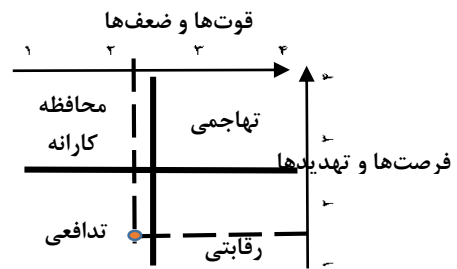 قوت‌ها و ضعف‌ها
۱ ۲ ۳ ۴
محافظه
کارانه
تهاجمی
فرصت‌ها و تهدیدها
تدافعی
رقابتی